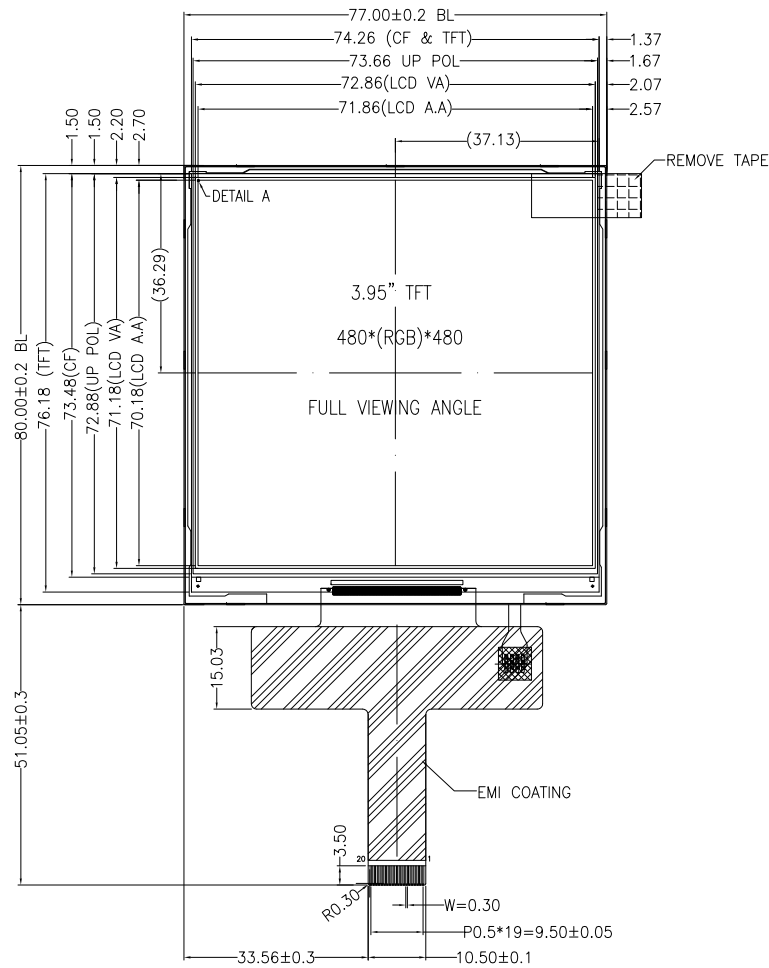 77.00±0.2 BL
74.26 (CF & TFT)
1.37
73.66 UP POL
1.67
72.86(LCD VA)
2.07
71.86(LCD A.A)
2.57
1.50
1.50
2.20
2.70
(37.13)
REMOVE TAPE
DETAIL A
(36.29)
3.95" TFT
480*(RGB)*480
FULL VIEWING ANGLE
80.00±0.2 BL
76.18 (TFT)
73.48(CF)
72.88(UP POL)
71.18(LCD VA)
70.18(LCD A.A)
15.03
51.05±0.3
EMI COATING
3.50
20
1
R0.30
W=0.30
P0.5*19=9.50±0.05
33.56±0.3
10.50±0.1